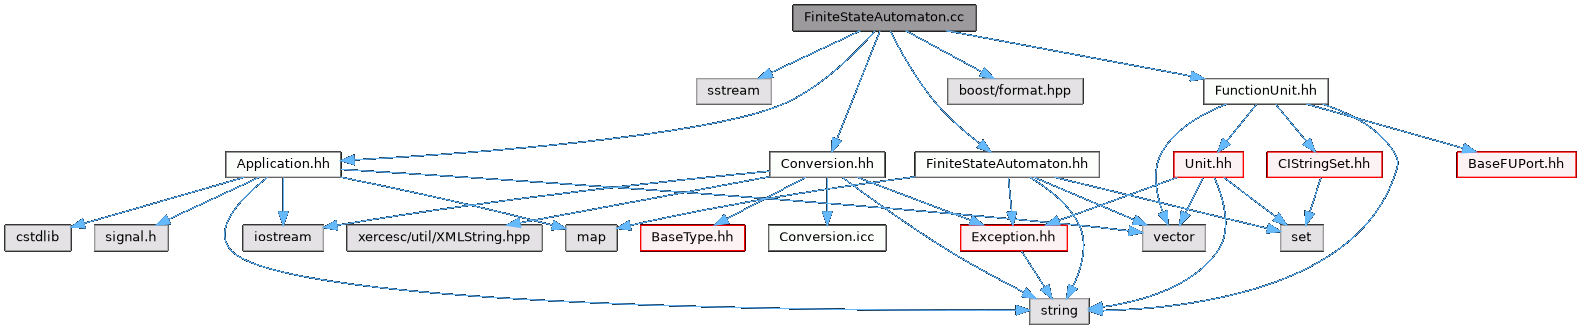 FiniteStateAutomaton.cc
sstream
boost/format.hpp
FunctionUnit.hh
Application.hh
Conversion.hh
FiniteStateAutomaton.hh
Unit.hh
CIStringSet.hh
BaseFUPort.hh
cstdlib
signal.h
iostream
xercesc/util/XMLString.hpp
map
BaseType.hh
Conversion.icc
Exception.hh
vector
set
string